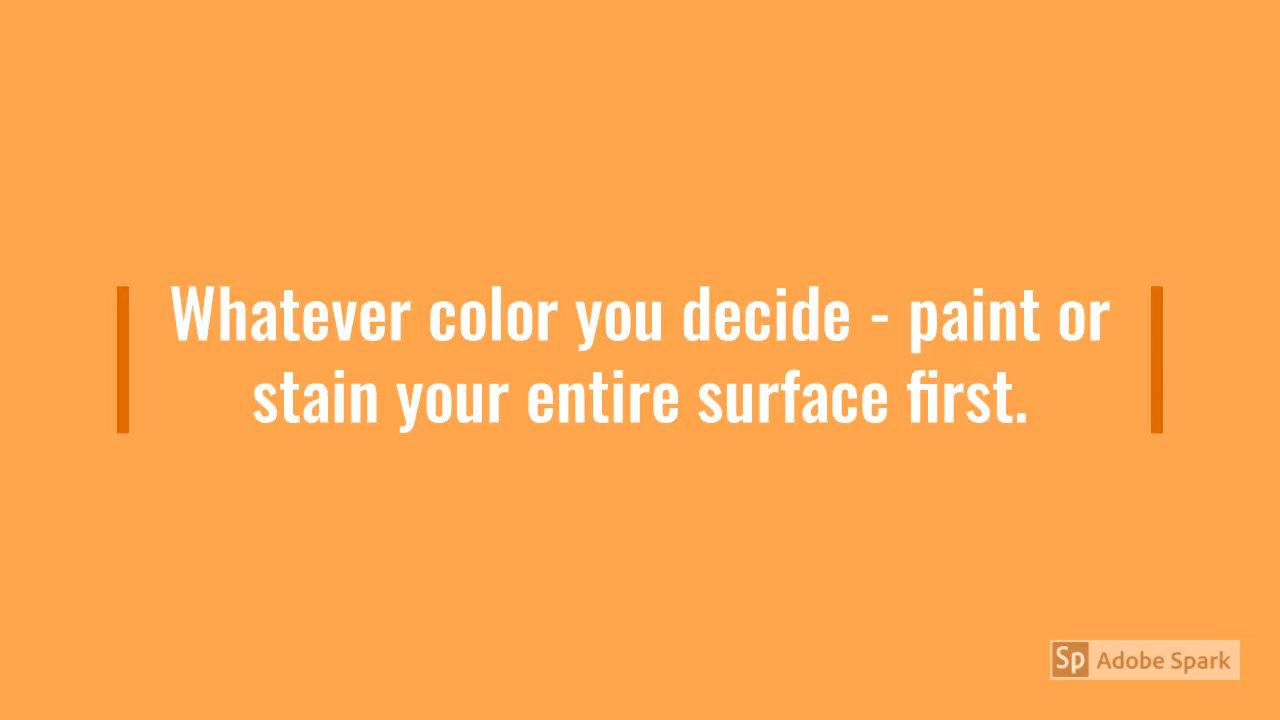 Whatever color you decide - paint or
stain your entire surface first.
Sp Adobe Spark